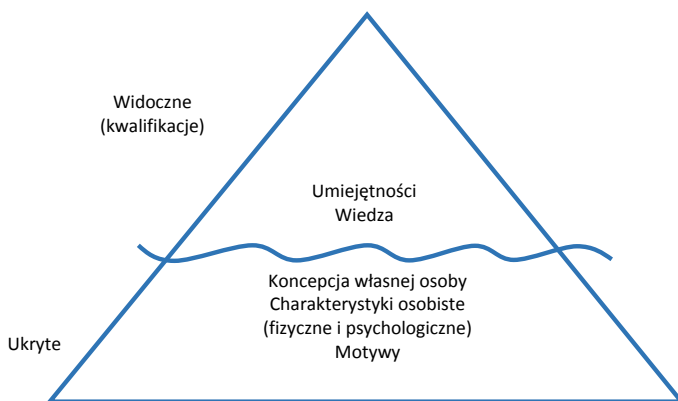 Widoczne
(kwalifikacje)
Umiejętności
Wiedza
Koncepcja własnej osoby
Charakterystyki osobiste
(fizyczne i psychologiczne)
Motywy
Ukryte